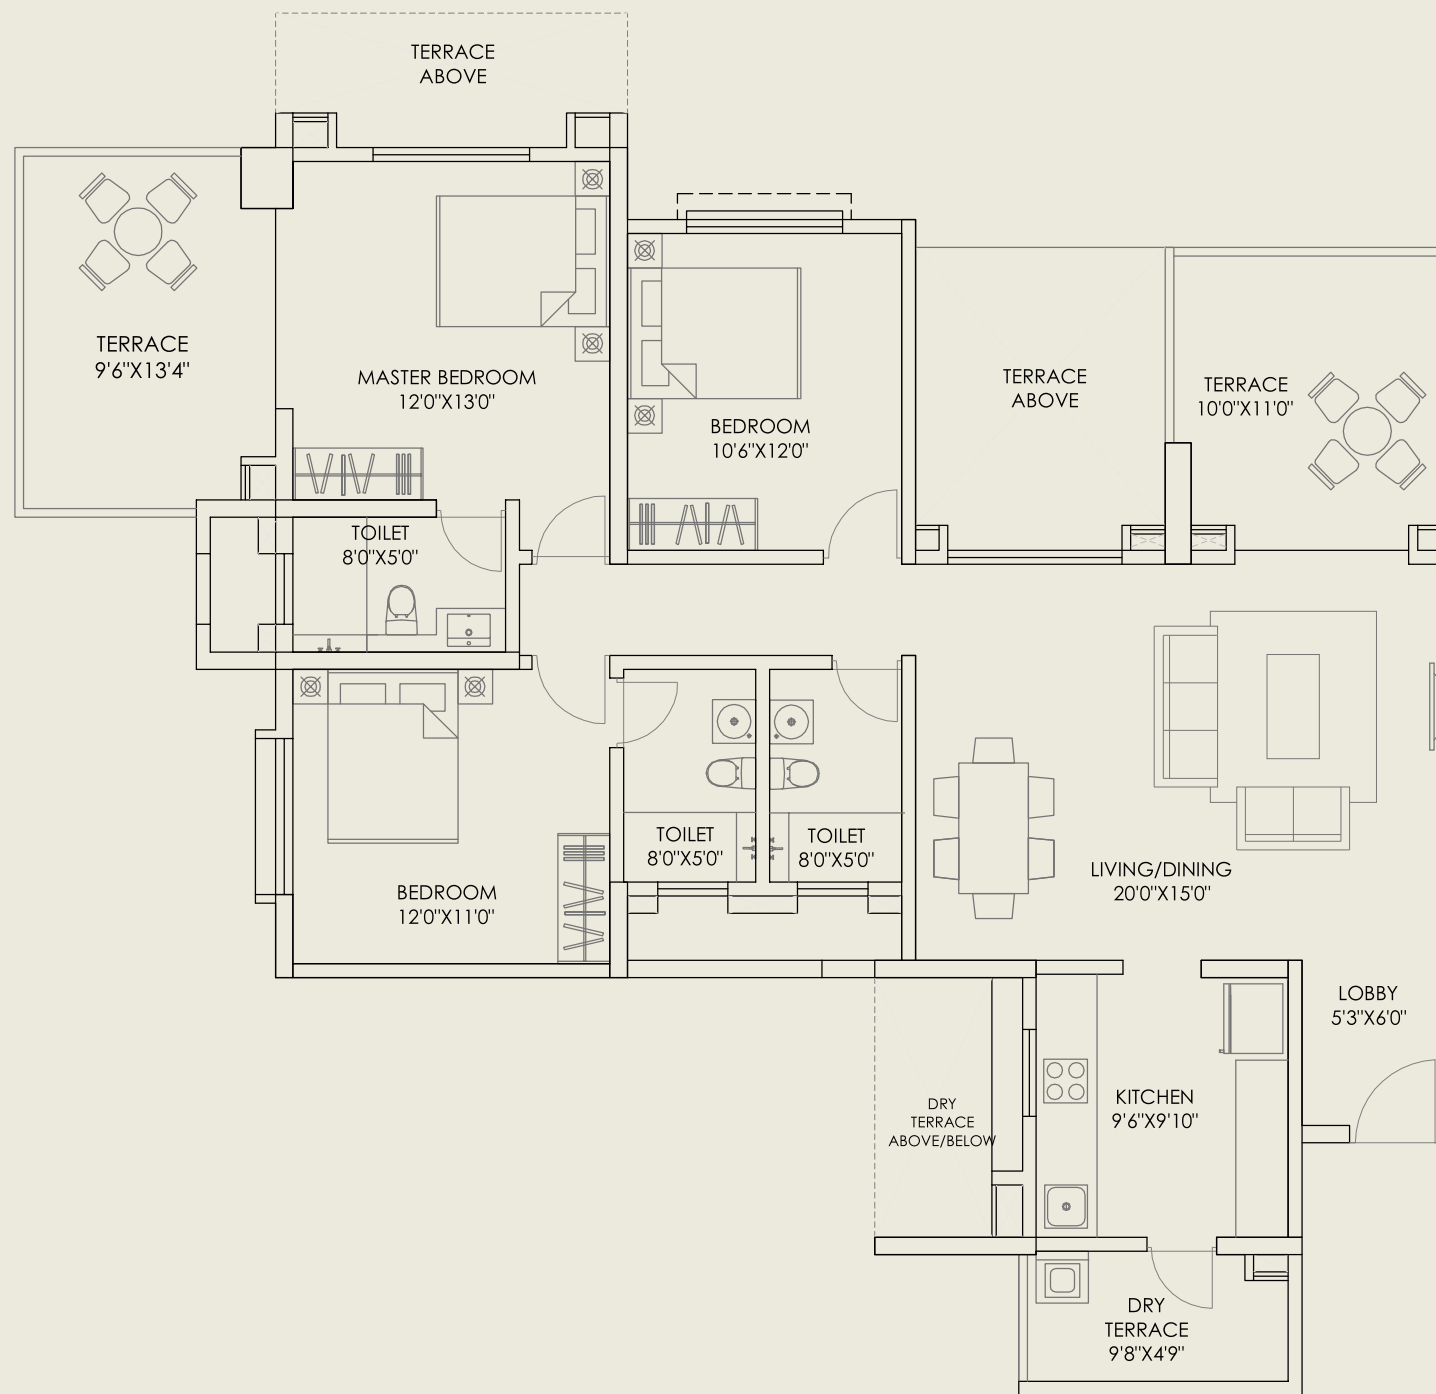 TERRACE
ABOVE
TERRACE
9'6"X13'4"
MASTER BEDROOM
12'0"X13'0"
BEDROOM
10'6"X12'0"
TERRACE
ABOVE
TERRACE
10'0"X11'0"
TOILET
8'0"X5'0"
TOILET
8'0"X5'0"
TOILET
8'0"X5'0"
LIVING/DINING
20'0"X15'0"
BEDROOM
12'0"X11'0"
LOBBY
5'3"X6'0"
DRY
TERRACE
ABOVE/BELOW
KITCHEN
9'6"X9'10"
DRY
TERRACE
9'8"X4'9"